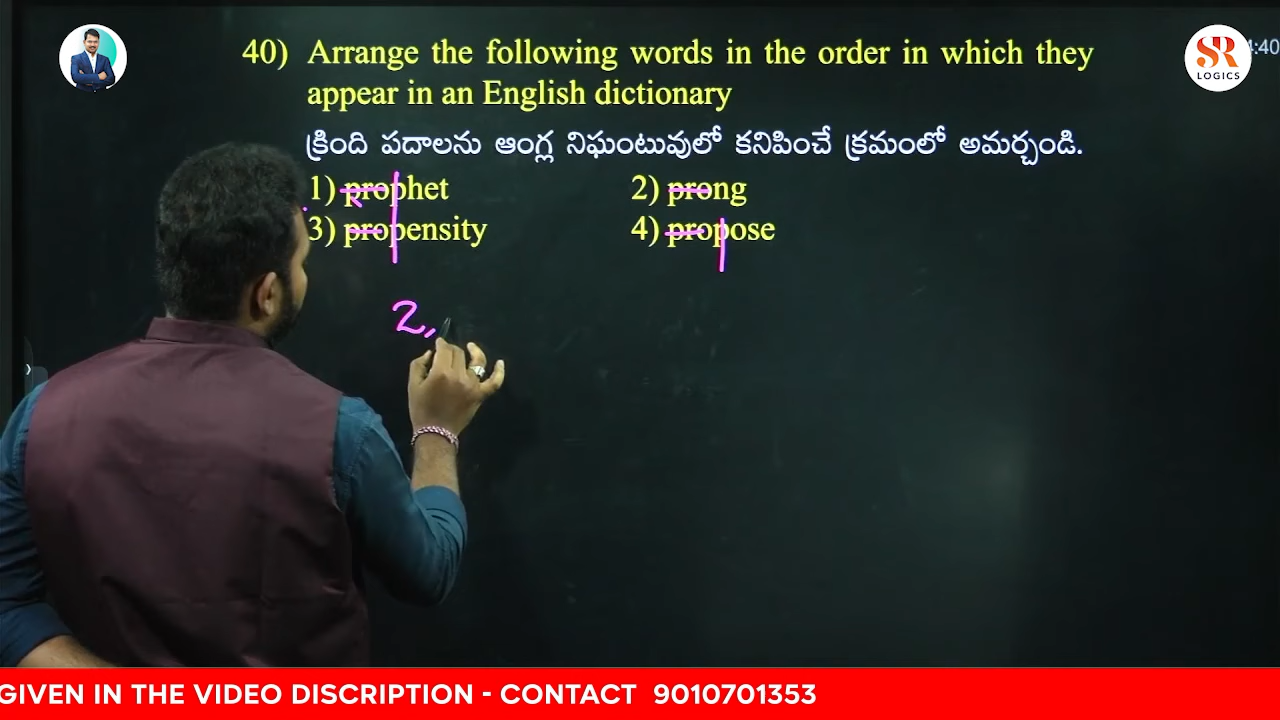 SR
LOGICS
4:40
40) Arrange the following words in the order in which they
appear in an English dictionary
క్రింది పదాలను ఆంగ్ల నిఘంటువులో కనిపించే క్రమంలో అమర్చండి.
1) prophet 2) prong
3) propensity 4) propose
2,
GIVEN IN THE VIDEO DISCRIPTION - CONTACT 9010701353